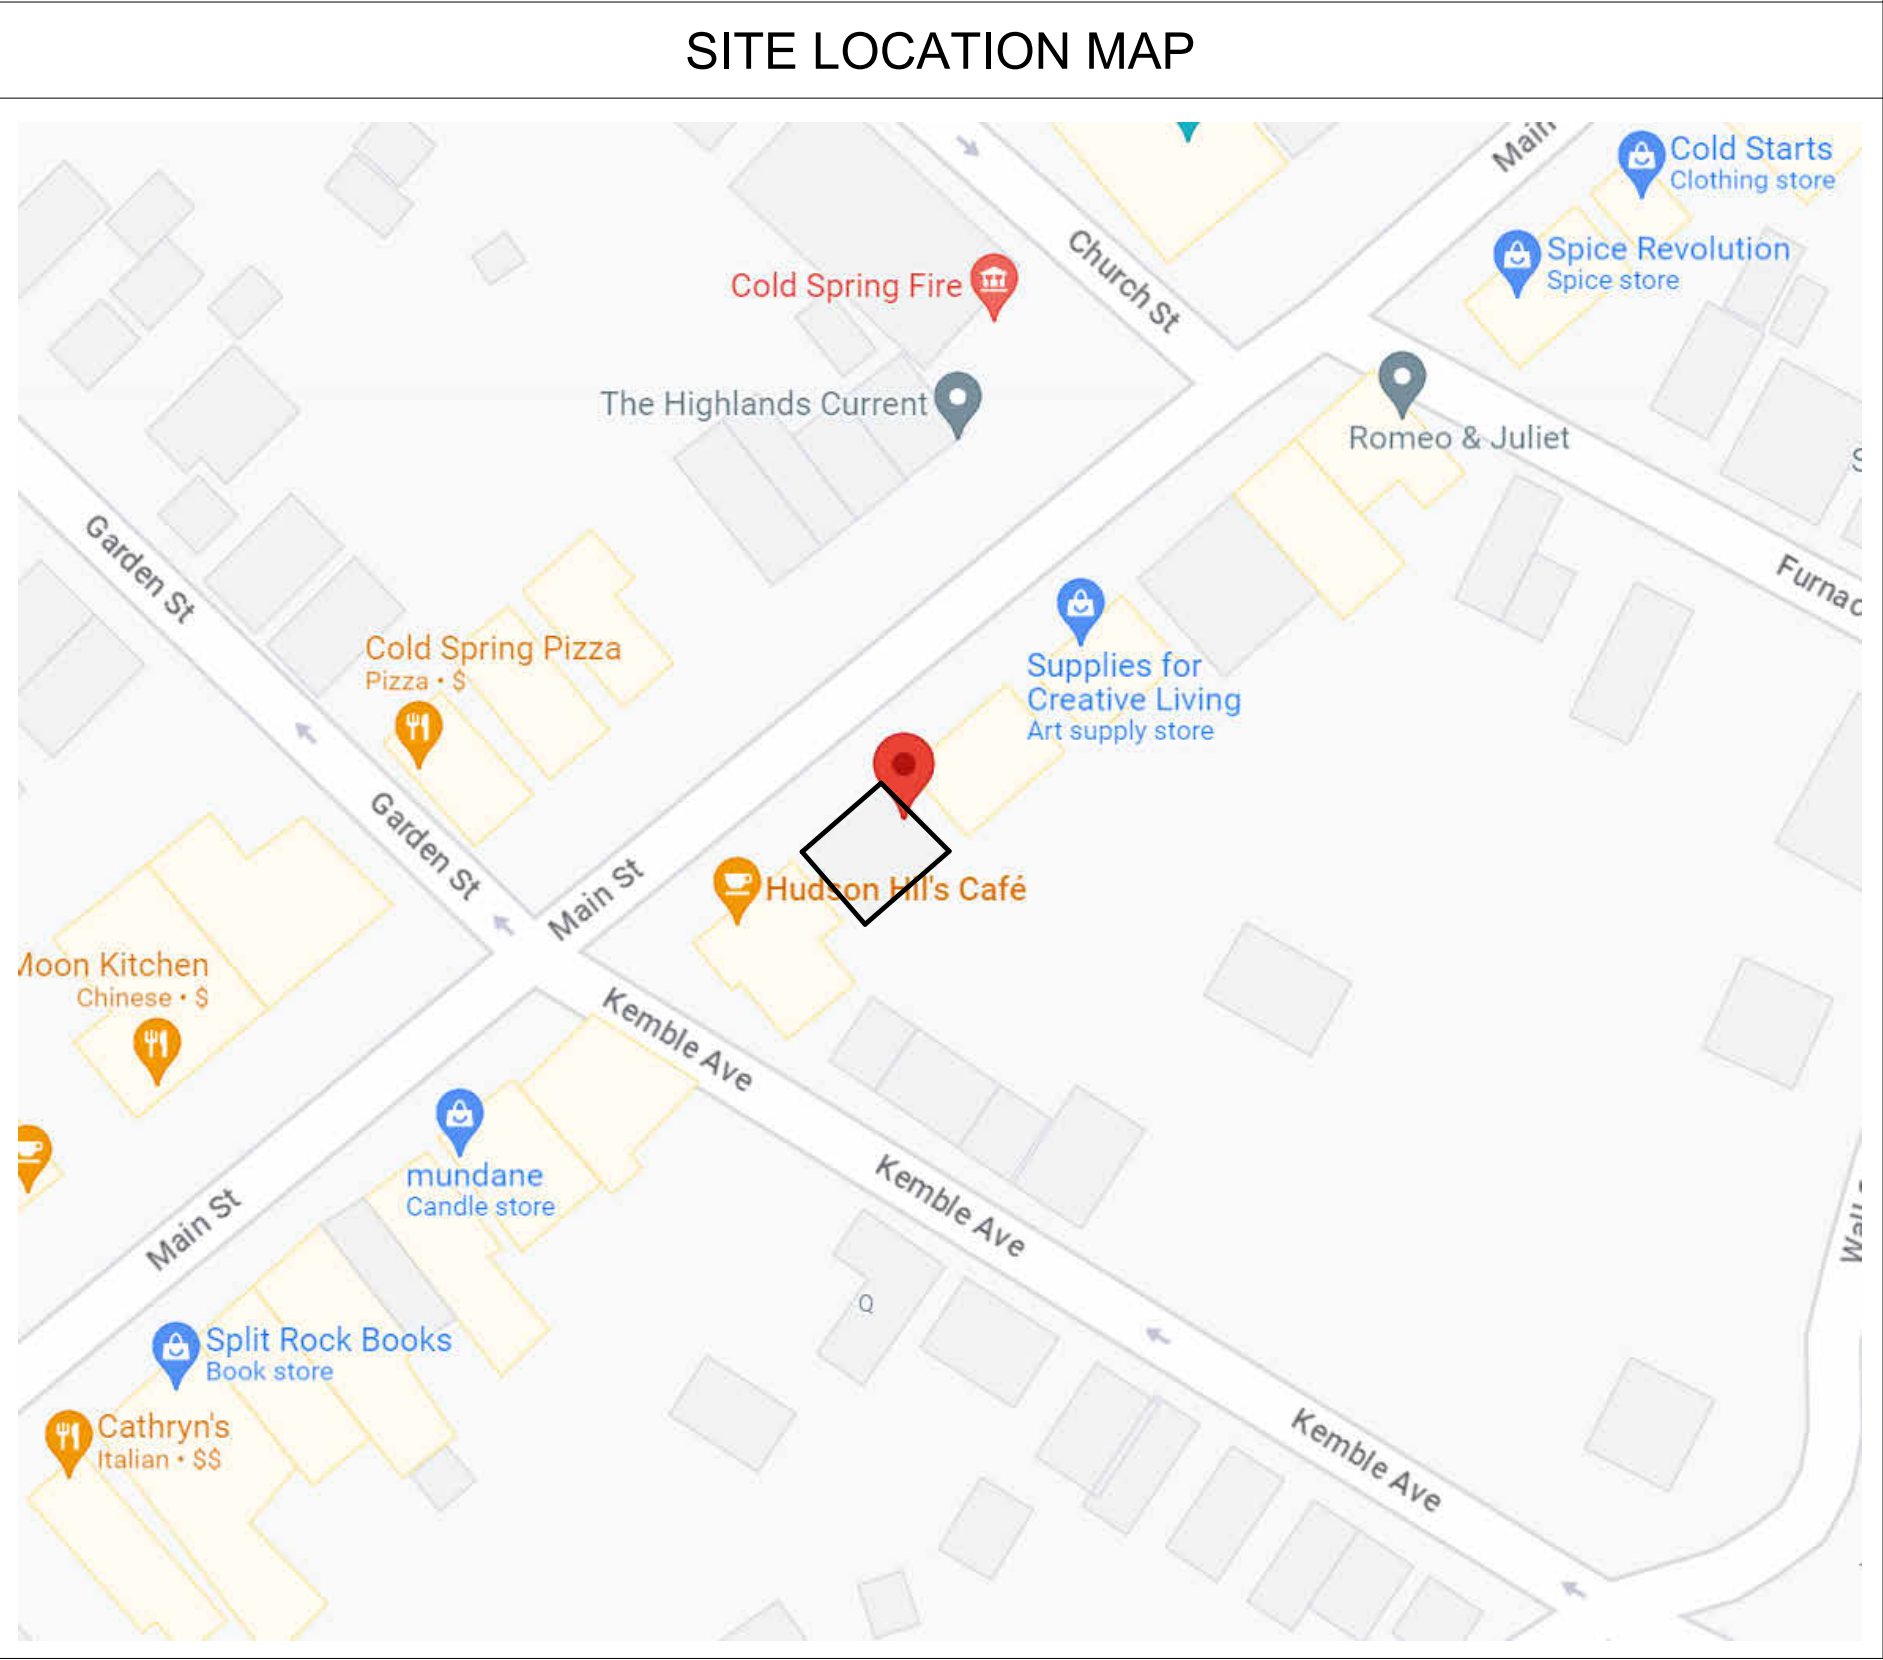 SITE LOCATION MAP
Main
Cold Starts
Clothing store
Church St
Spice Revolution
Spice store
Cold Spring Fire
The Highlands Current
Romeo & Juliet
S
Garden St
Furnac
Cold Spring Pizza
Pizza • $
Supplies for
Creative Living
Art supply store
Garden St
Main St
Hudson Hil's Café
Moon Kitchen
Chinese • $
Kemble Ave
mundane
Candle store
Kemble Ave
Main St
Wall
Q
Split Rock Books
Book store
Cathryn's
Italian • $$
Kemble Ave